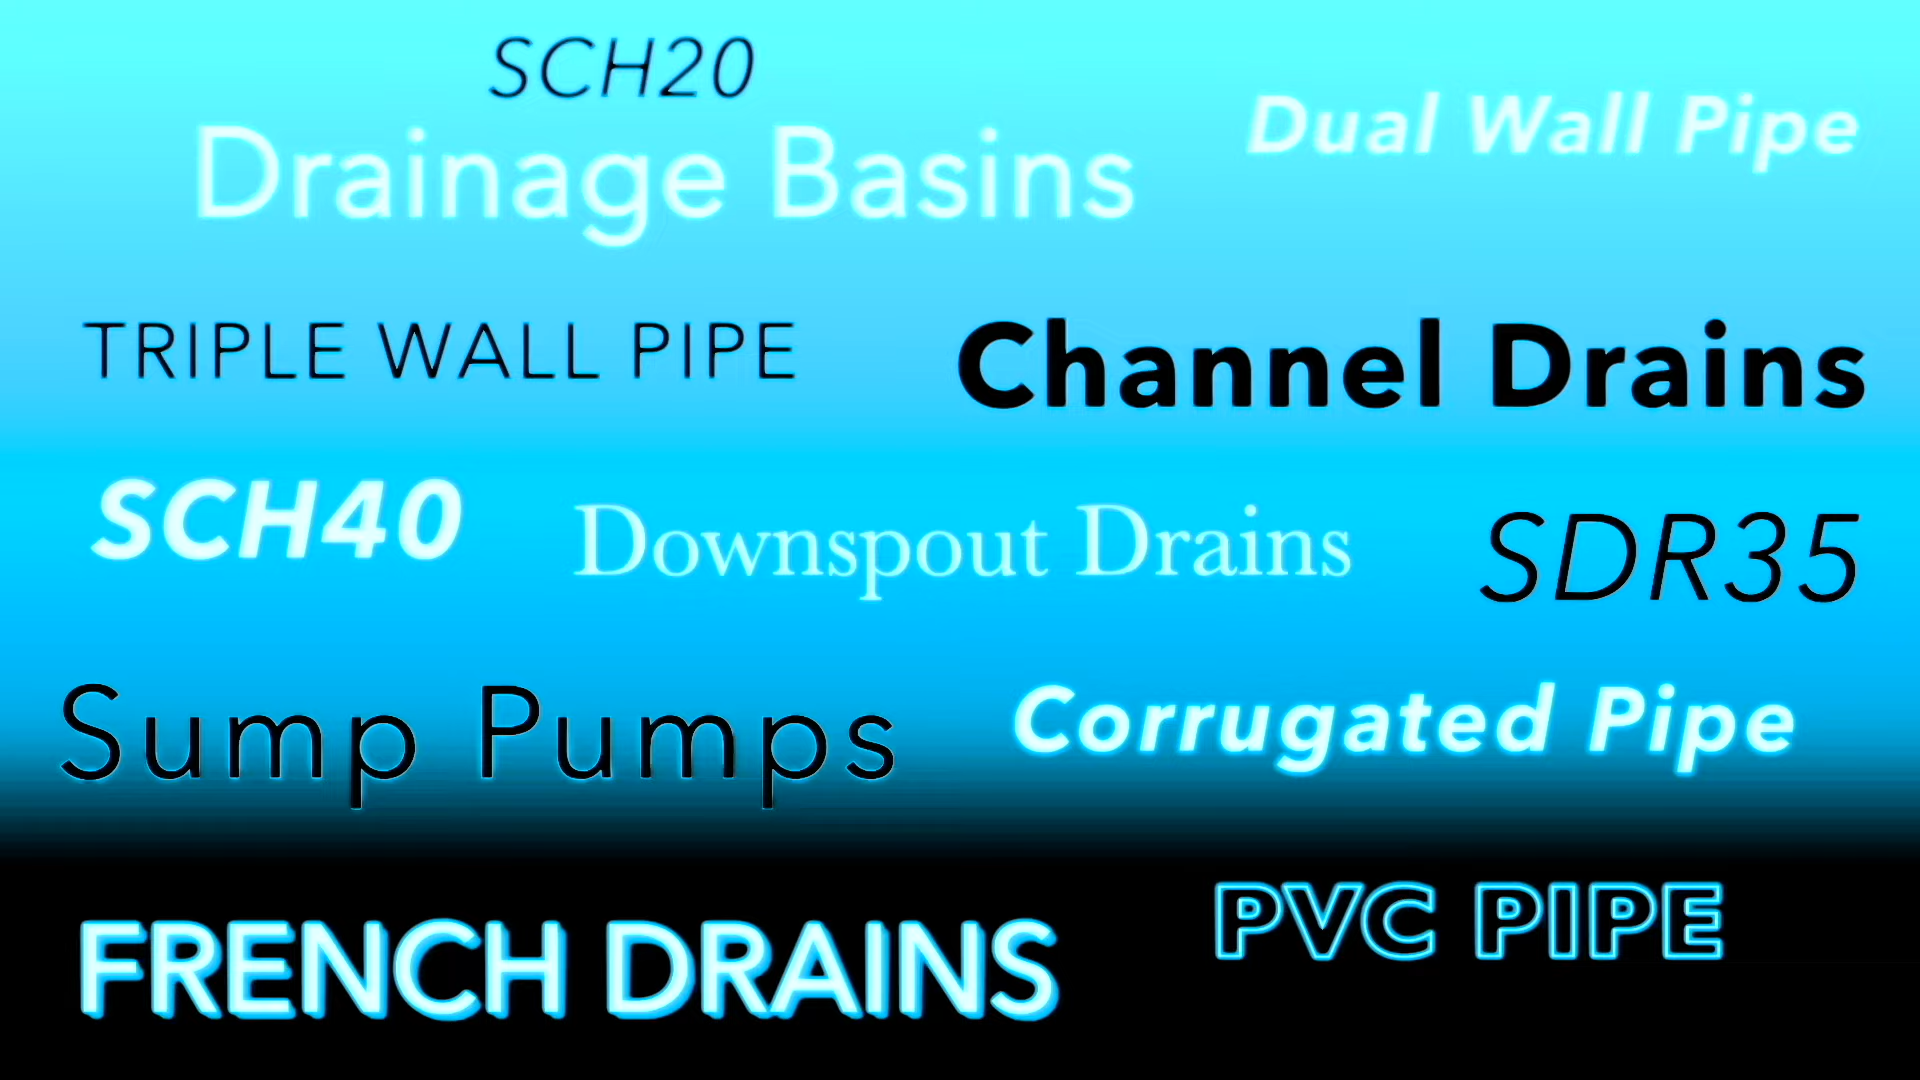 SCH20
Dual Wall Pipe
Drainage Basins
TRIPLE WALL PIPE
Channel Drains
SCH40
Downspout Drains
SDR35
Sump Pumps
Corrugated Pipe
FRENCH DRAINS
PVC PIPE